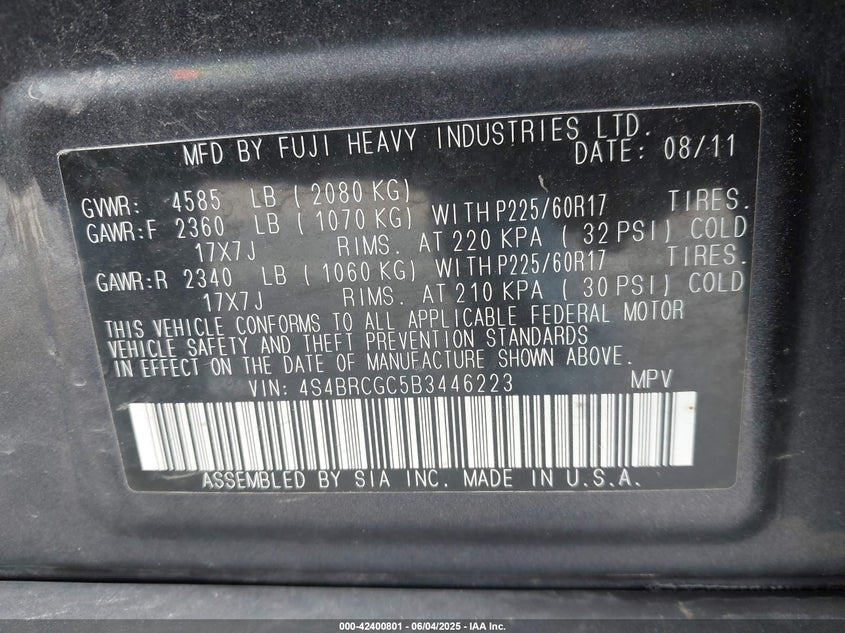 MFD BY FUJI HEAVY INDUSTRIES LTD.
DATE: 08/11
GVWR: 4585 LB (2080 KG)
GAWR:F 2360 LB (1070 KG) WITH P225/60R17 TIRES.
17X7J RIMS. AT 220 KPA (32 PSI) COLD
GAWR:R 2340 LB (1060 KG) WITH P225/60R17 TIRES.
17X7J RIMS. AT 210 KPA (30 PSI) COLD
THIS VEHICLE CONFORMS TO ALL APPLICABLE FEDERAL MOTOR
VEHICLE SAFETY AND THEFT PREVENTION STANDARDS
IN EFFECT ON THE DATE OF MANUFACTURE SHOWN ABOVE.
VIN: 4S4BRCGC5B3446223 MPV
ASSEMBLED BY SIA INC. MADE IN U.S.A.
000-42400801 - 06/04/2025 - IAA Inc.